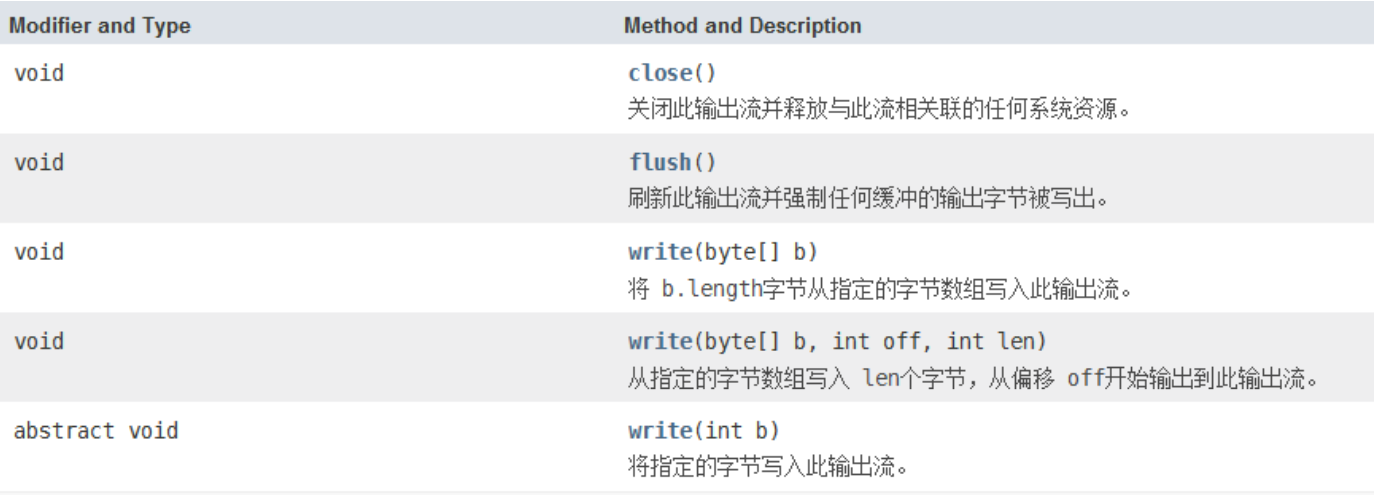 Modifier and Type Method and Description
void close()
关闭此输出流并释放与此流相关联的任何系统资源。
void flush()
刷新此输出流并强制任何缓冲的输出字节被写出。
void write(byte[] b)
将 b.length字节从指定的字节数组写入此输出流。
void write(byte[] b, int off, int len)
从指定的字节数组写入 len个字节，从偏移 off开始输出到此输出流。
abstract void write(int b)
将指定的字节写入此输出流。